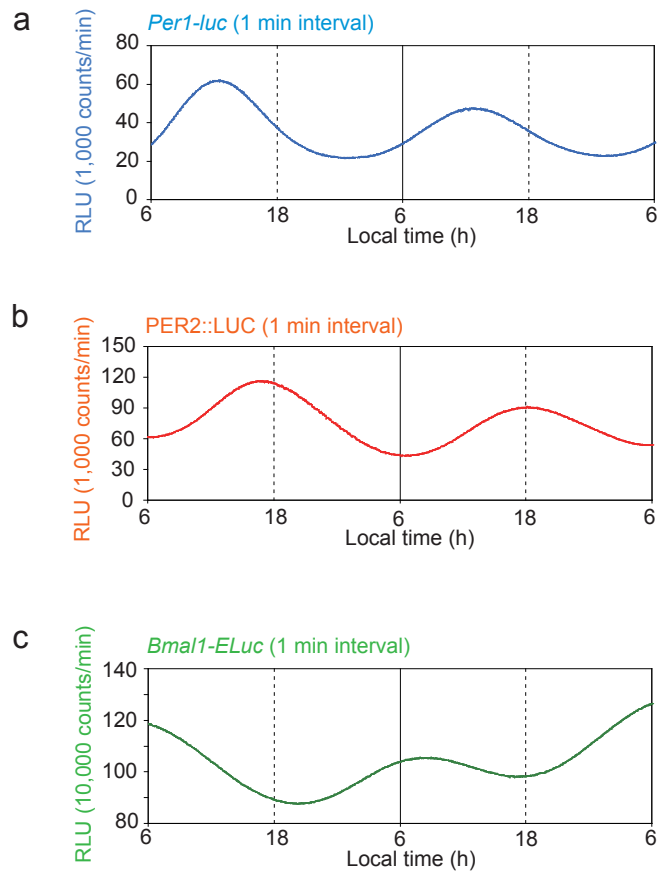 a
Per1-luc (1 min interval)
RLU (1,000 counts/min)
80
60
40
20
0
6 18 6 18 6
Local time (h)
b
PER2::LUC (1 min interval)
RLU (1,000 counts/min)
150
120
90
60
30
0
6 18 6 18 6
Local time (h)
c
Bmal1-ELuc (1 min interval)
RLU (10,000 counts/min)
140
120
100
80
6 18 6 18 6
Local time (h)